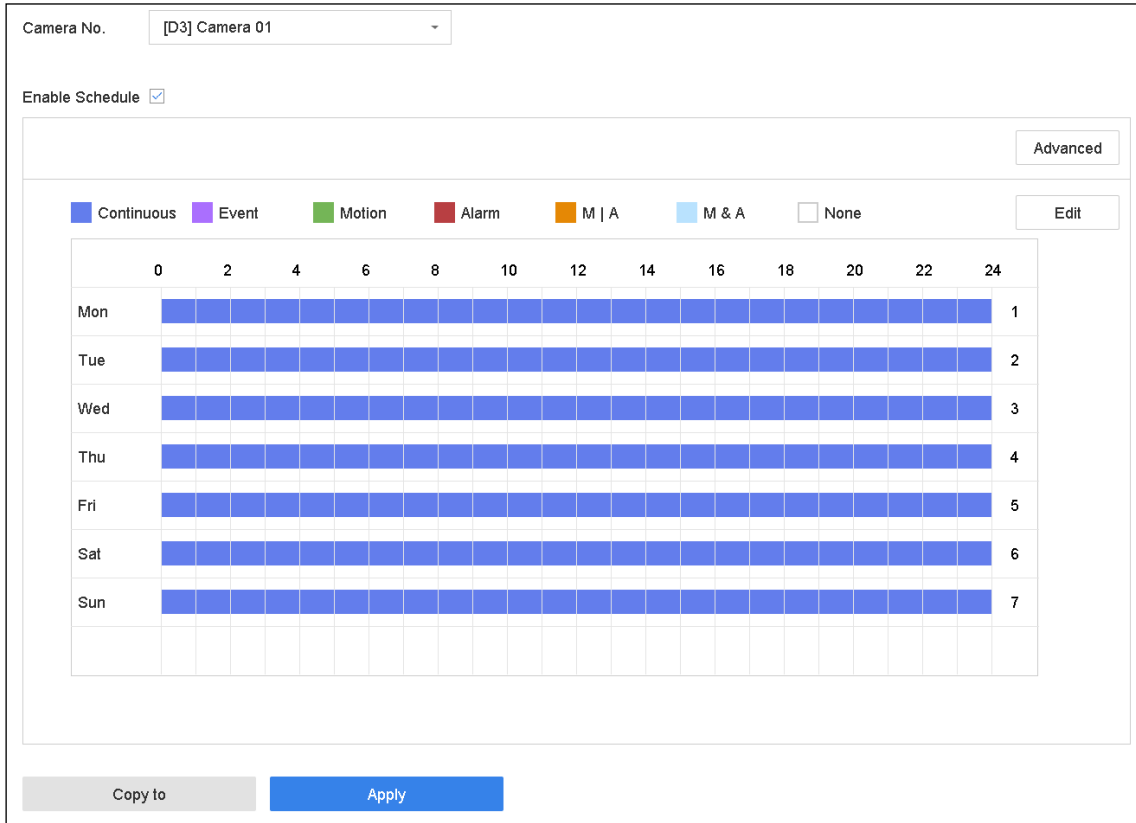 Camera No. [D3] Camera 01
Enable Schedule
Advanced
Continuous Event Motion Alarm M | A M & A None Edit
0 2 4 6 8 10 12 14 16 18 20 22 24
Mon 1
Tue 2
Wed 3
Thu 4
Fri 5
Sat 6
Sun 7
Copy to Apply